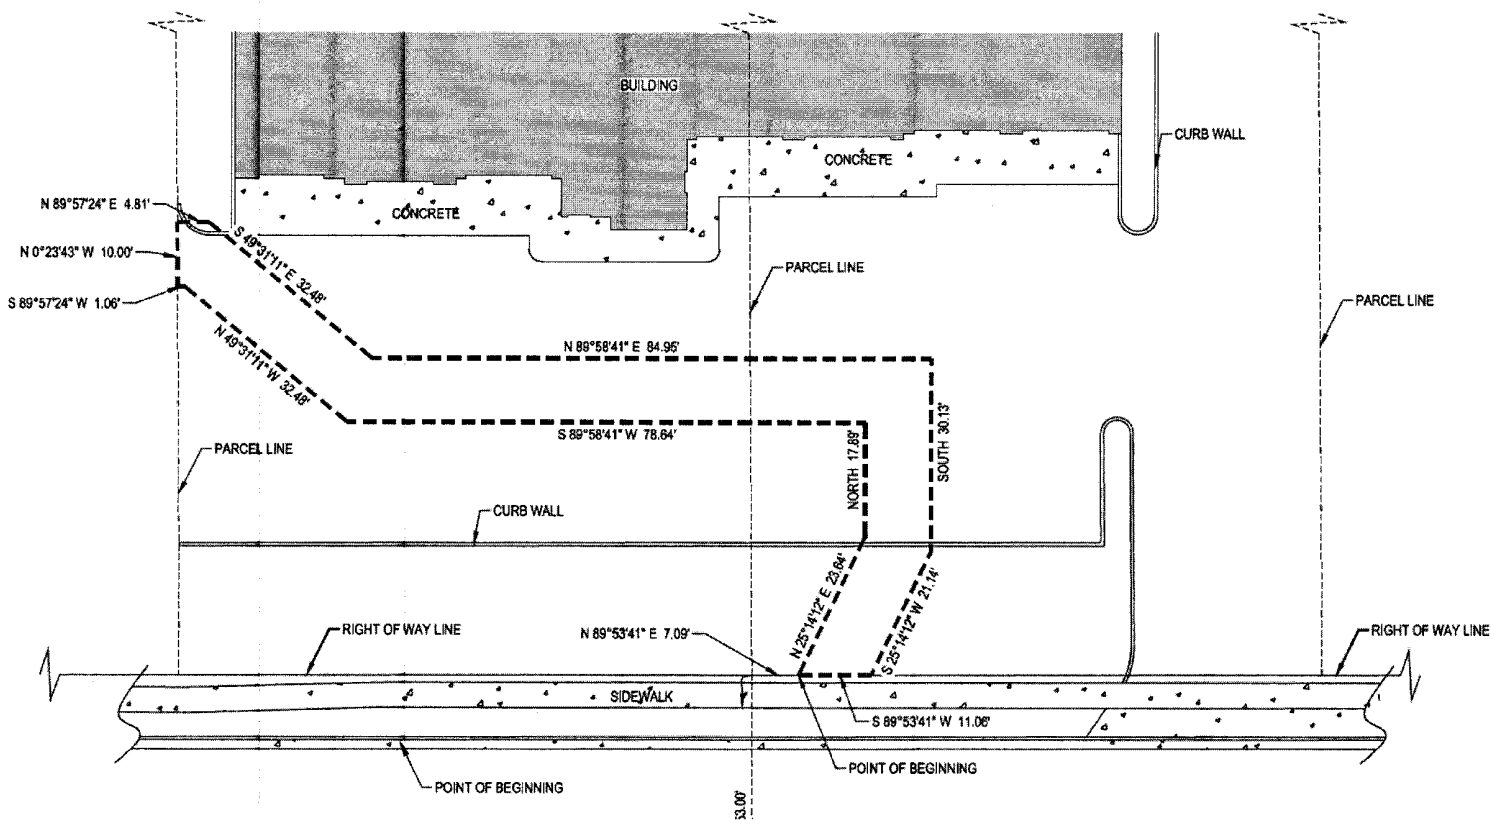 BUILDING
CURB WALL
CONCRETE
N 89°57'24" E 4.81'
CONCRETE
S 49°31'11" E 32.48'
N 0°23'43" W 10.00'
PARCEL LINE
S 89°57'24" W 1.06'
PARCEL LINE
N 49°31'11" W 32.48'
N 89°58'41" E 84.96'
S 89°58'41" W 78.64'
SOUTH 30.13'
NORTH 17.89'
PARCEL LINE
CURB WALL
N 25°14'12" E 23.64'
S 25°14'12" W 21.14'
RIGHT OF WAY LINE
N 89°53'41" E 7.09'
RIGHT OF WAY LINE
SIDEWALK
S 89°53'41" W 11.06'
POINT OF BEGINNING
POINT OF BEGINNING